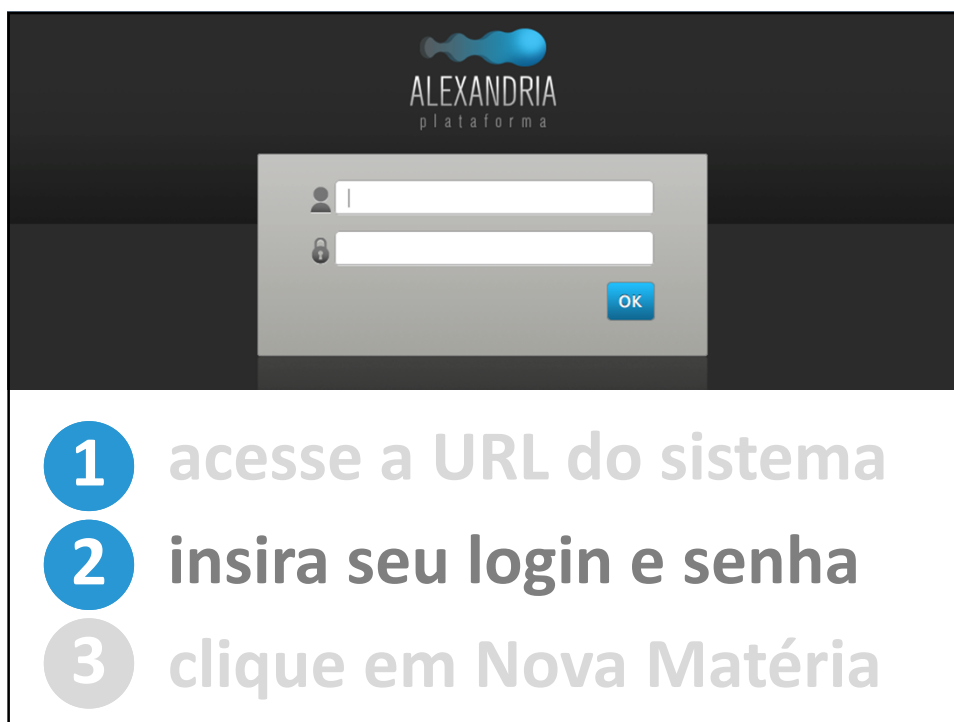 ALEXANDRIA
plataforma
OK
1 acesse a URL do sistema
2 insira seu login e senha
3 clique em Nova Matéria